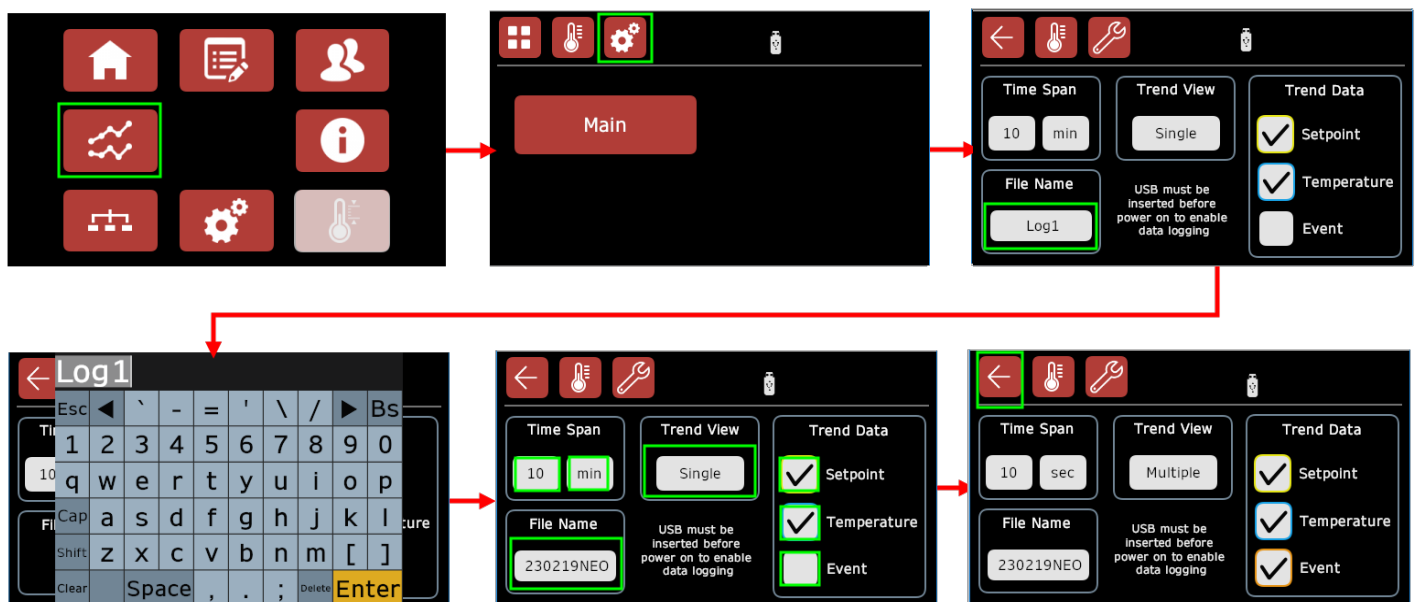 Main
Time Span
Trend View
Trend Data
10
min
Single
Setpoint
File Name
Temperature
Log1
USB must be
inserted before
power on to enable
data logging
Event
Log1
Esc ◀ ` - = ' \ / ▶ Bs
1 2 3 4 5 6 7 8 9 0
q w e r t y u i o p
Cap a s d f g h j k l
Shift z x c v b n m [ ]
Clear Space , . ; Delete Enter
Ti
10
Fi
ture
Time Span
Trend View
Trend Data
10
min
Single
Setpoint
File Name
Temperature
230219NEO
USB must be
inserted before
power on to enable
data logging
Event
Time Span
Trend View
Trend Data
10
sec
Multiple
Setpoint
File Name
Temperature
230219NEO
USB must be
inserted before
power on to enable
data logging
Event